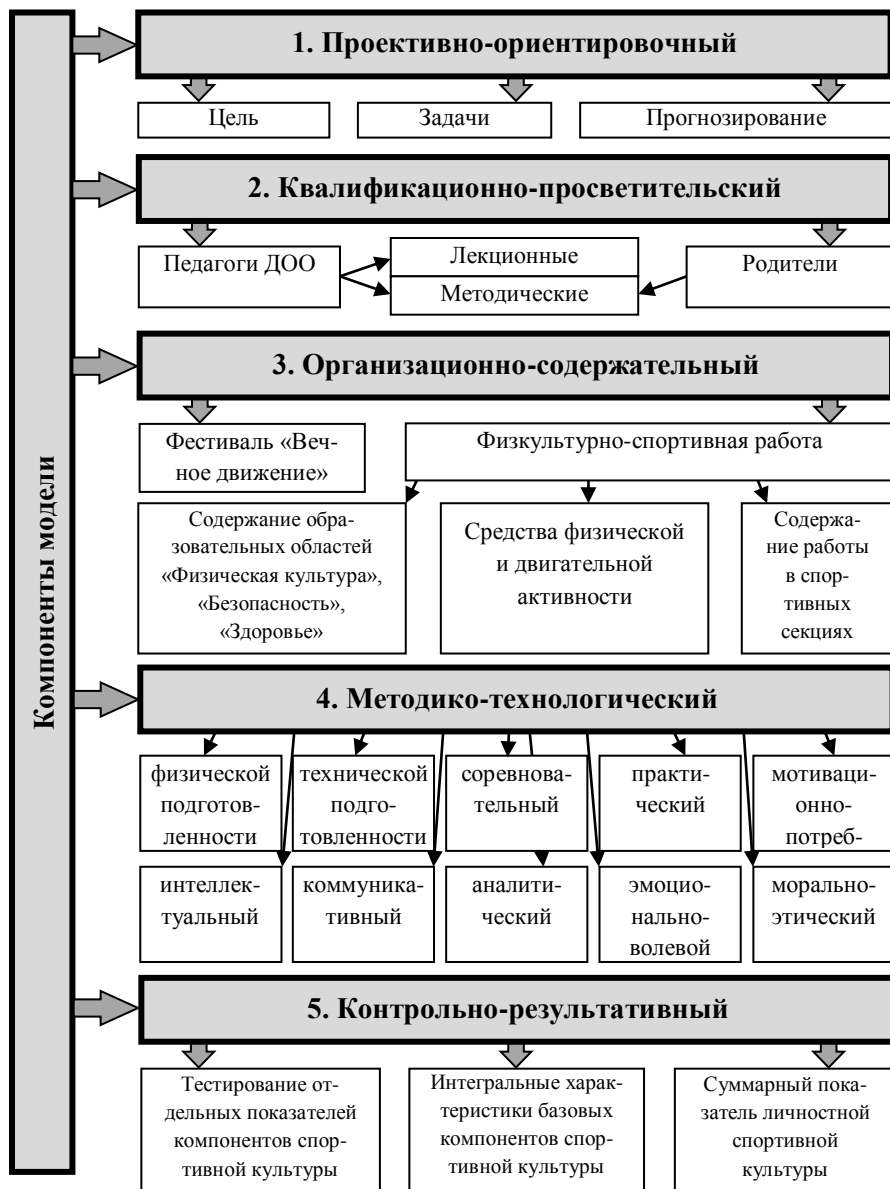 Компоненты модели
1. Проективно-ориентировочный
Цель
Задачи
Прогнозирование
2. Квалификационно-просветительский
Педагоги ДОО
Лекционные
Методические
Родители
3. Организационно-содержательный
Фестиваль «Веч-
ное движение»
Физкультурно-спортивная работа
Содержание обра-
зовательных областей
«Физическая культура»,
«Безопасность»,
«Здоровье»
Средства физической
и двигательной
активности
Содержа-
ние работы
в спор-
тивных
секциях
4. Методико-технологический
физической
подготов-
ленности
технической
подго-
товленности
соревнова-
тельный
практи-
ческий
мотиваци-
онно-
потреб-
интеллек-
туальный
коммуника-
тивный
аналити-
ческий
эмоцио-
нально-
волевой
морально-
этический
5. Контрольно-результативный
Тестирование от-
дельных показателей
компонентов спор-
тивной культуры
Интегральные харак-
теристики базовых
компонентов спор-
тивной культуры
Суммарный пока-
затель личностной
спортивной
культуры